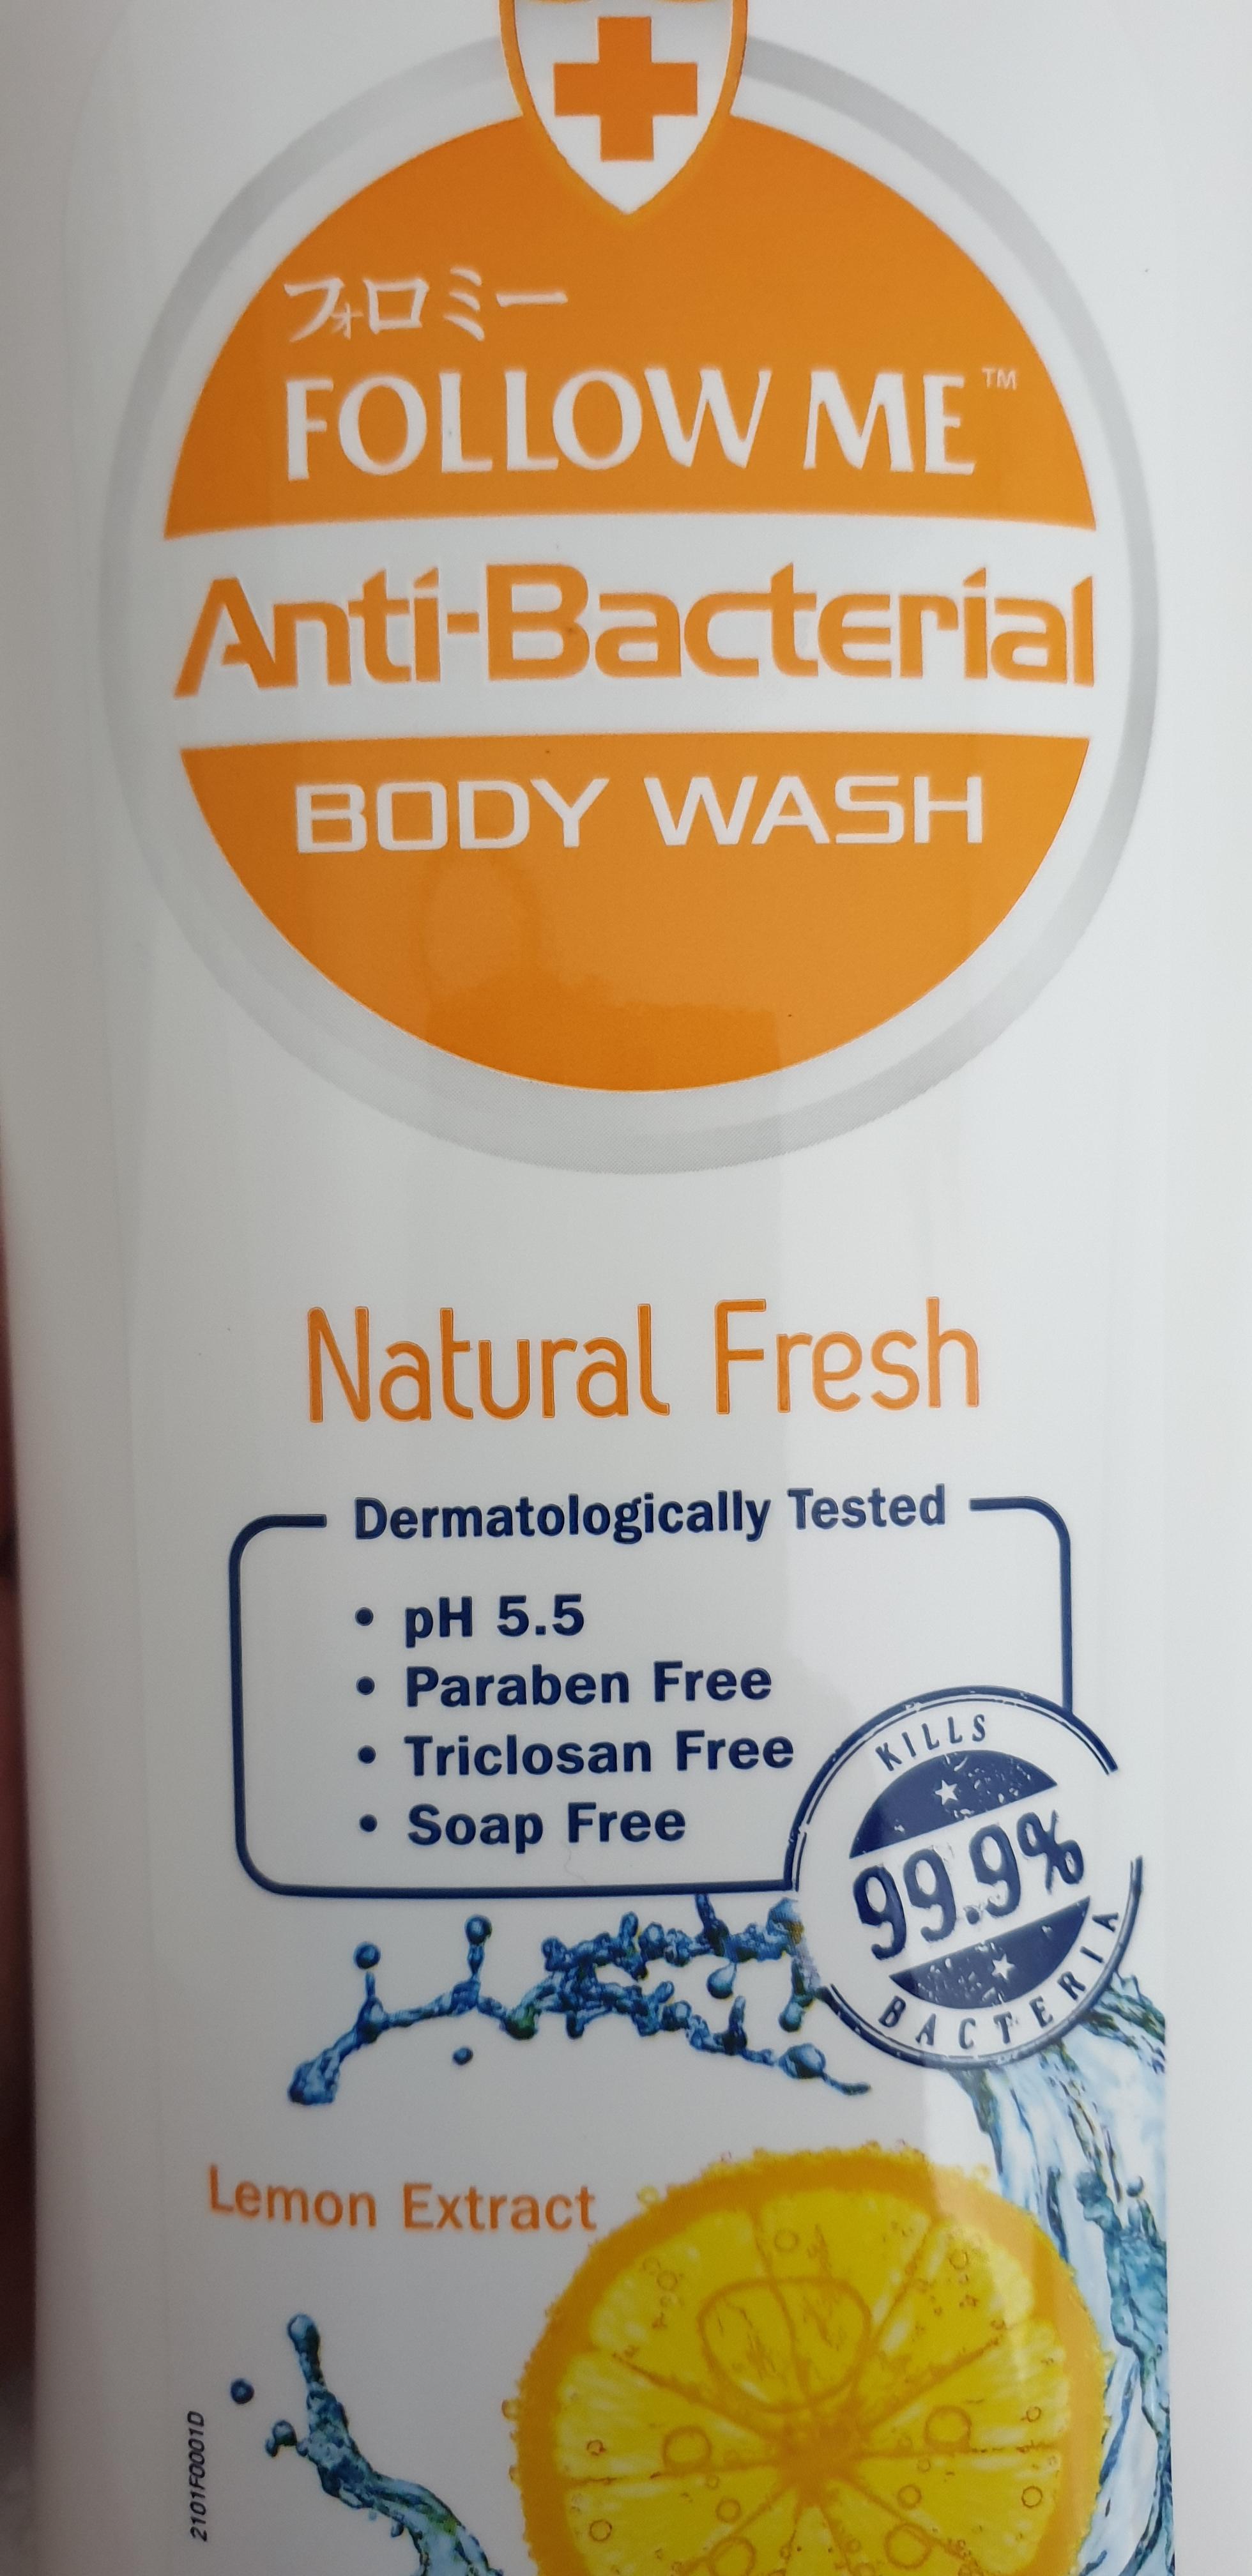 フォロミー
FOLLOW ME™
Anti-Bacterial
BODY WASH
Natural Fresh
Dermatologically Tested
• pH 5.5
• Paraben Free
• Triclosan Free
• Soap Free
KILLS
99.9%
BACTERIA
Lemon Extract
2101F0001D